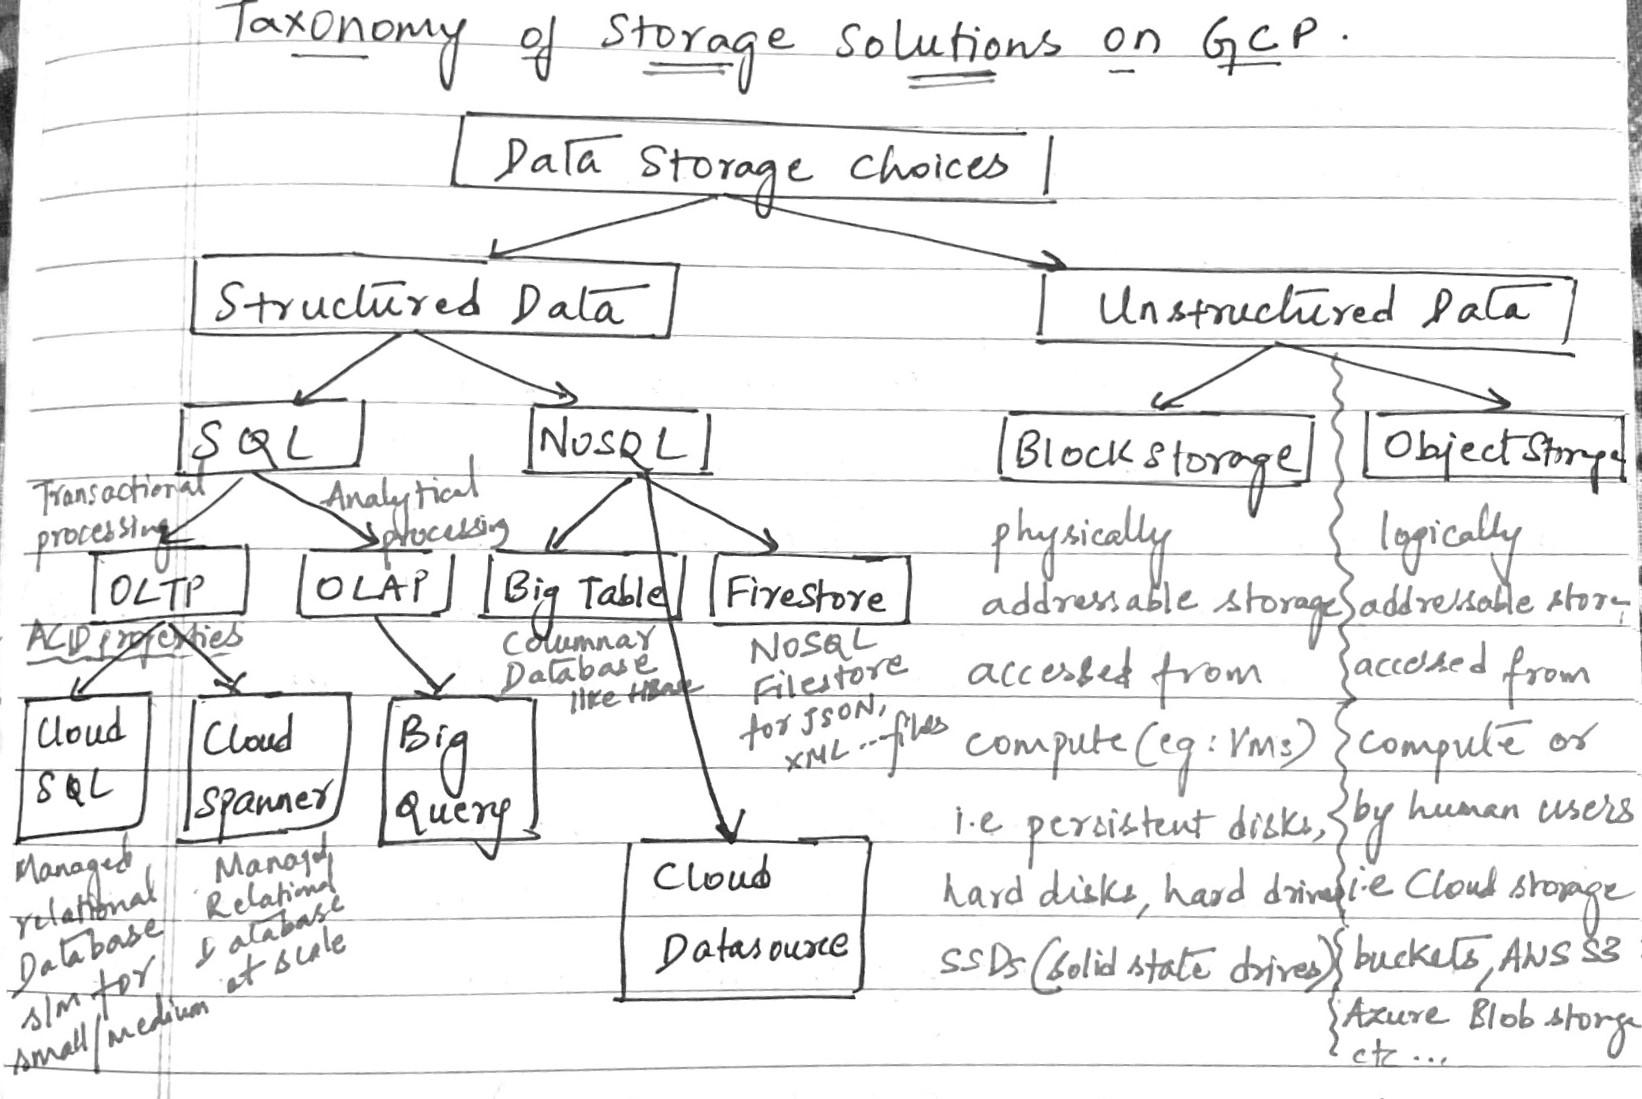 Taxonomy of Storage Solutions on GCP.
Data Storage Choices
Structured Data
Unstructured Data
SQL
NoSQL
Block Storage
Object Storage
Transactional
processing
Analytical
processing
OLTP
OLAP
Big Table
Firestore
ACID properties
Columnar
Database
like HBase
NoSQL
Filestore
for JSON,
XML... files
Cloud
SQL
Cloud
Spanner
Big
Query
Cloud
Datasource
Managed
relational
Database
s/m for
small/medium
Managed
Relational
Database
at scale
physically
addressable storage
accessed from
compute (eg: VMs)
i.e persistent disks,
hard disks, hard drives
SSDs (solid state drives)
logically
addressable store
accessed from
compute or
by human users
i.e Cloud storage
buckets, AWS S3
Azure Blob storage
etc ...